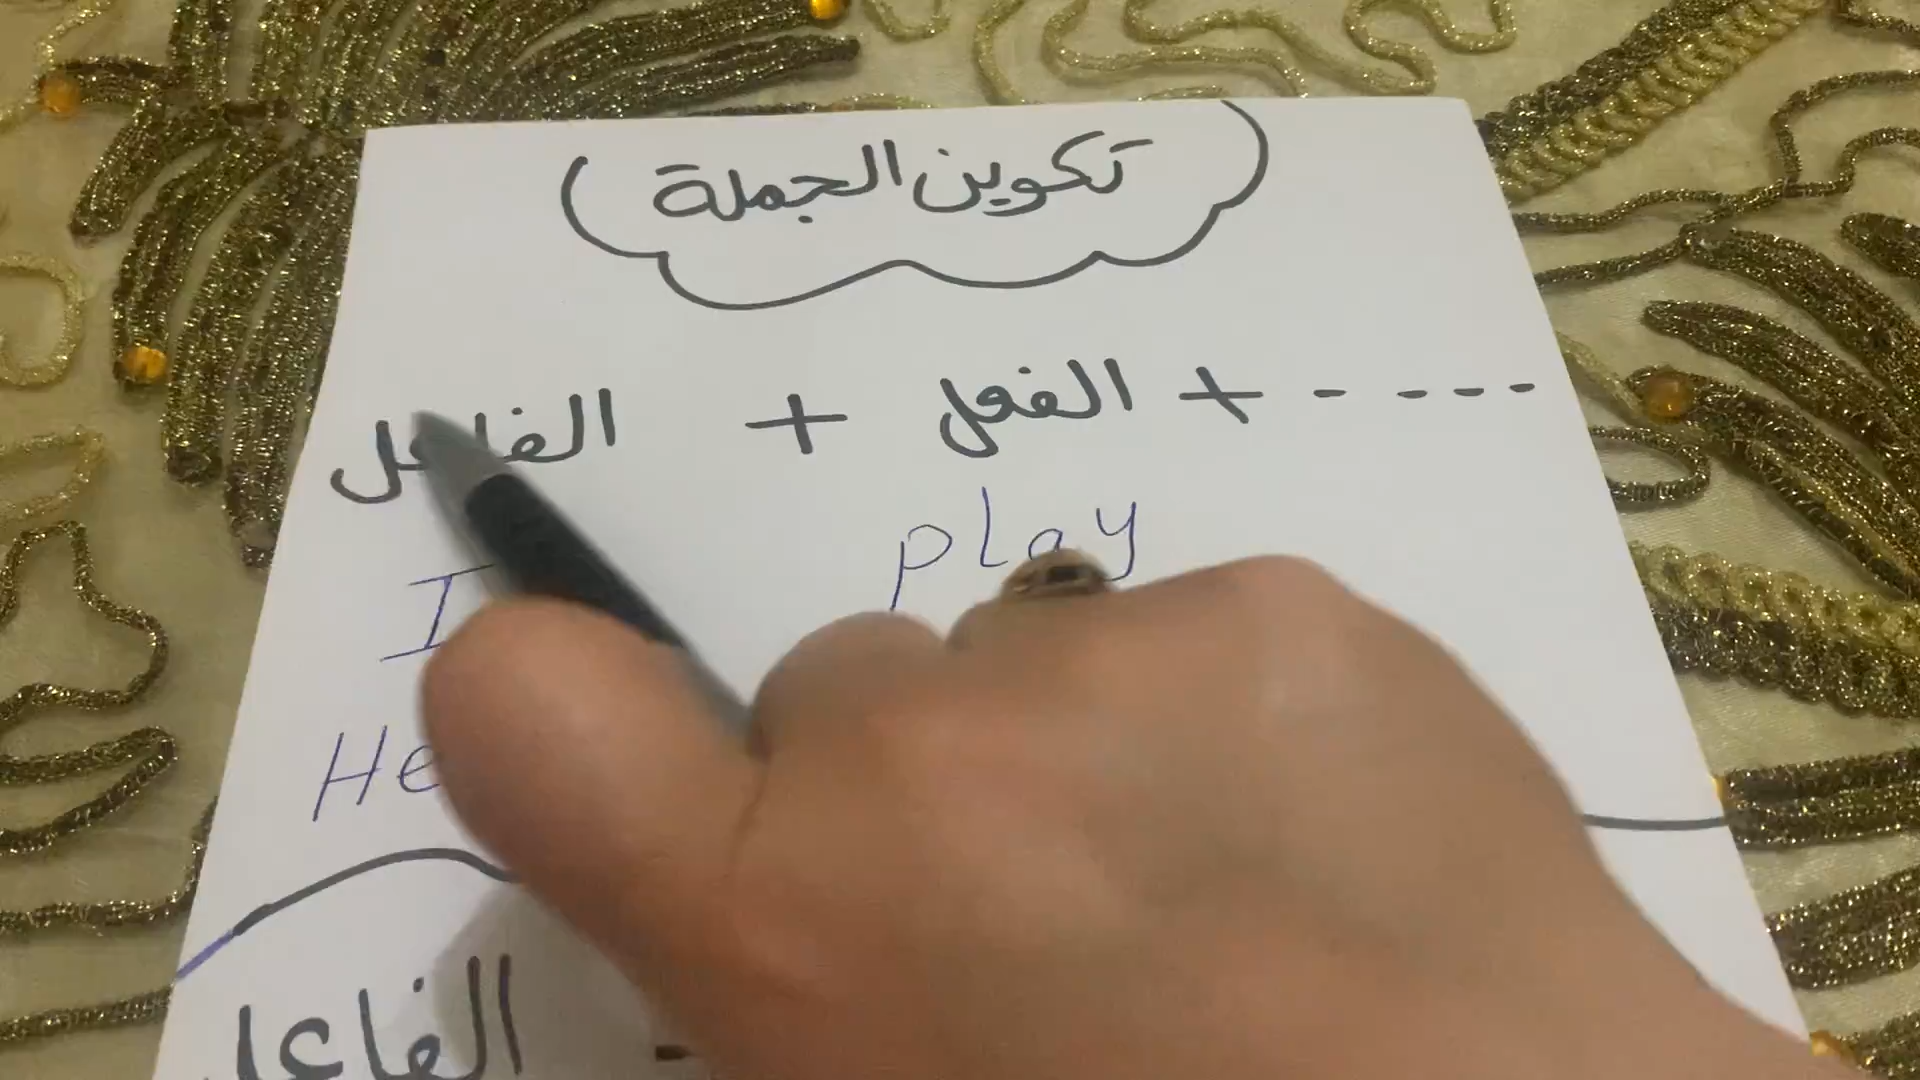 تكوين الجملة
الفاعل + الفعل + - - - -
I play
He
الفاعل -